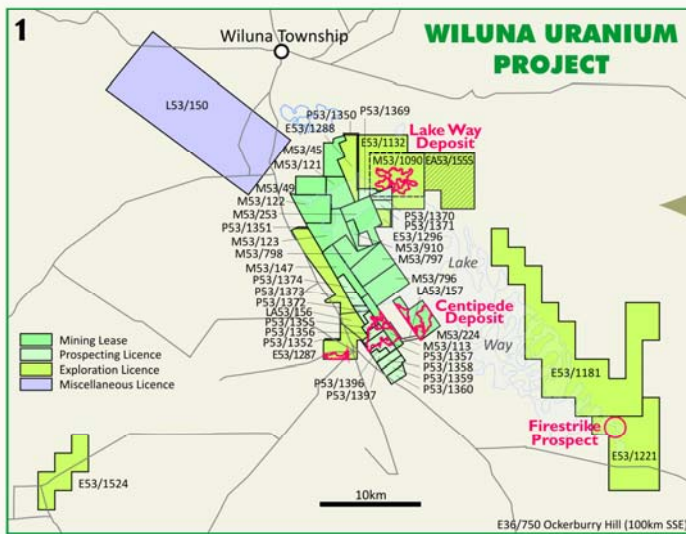 1
Wiluna Township
WILUNA URANIUM
PROJECT
L53/150
P53/1350
P53/1369
E53/1288
E53/1132
Lake Way
Deposit
M53/45
M53/121
M53/1090
EA53/1555
M53/49
M53/122
M53/253
P53/1351
M53/123
M53/798
M53/147
P53/1374
P53/1373
P53/1372
LA53/156
P53/1355
P53/1356
P53/1352
E53/1287
P53/1370
P53/1371
E53/1296
M53/910
M53/797
Lake
M53/796
LA53/157
Centipede
Deposit
M53/224
Way
M53/113
P53/1357
P53/1358
P53/1359
P53/1360
P53/1396
P53/1397
E53/1181
Firestrike
Prospect
E53/1221
Mining Lease
Prospecting Licence
Exploration Licence
Miscellaneous Licence
E53/1524
10km
E36/750 Ockerburry Hill (100km SSE)